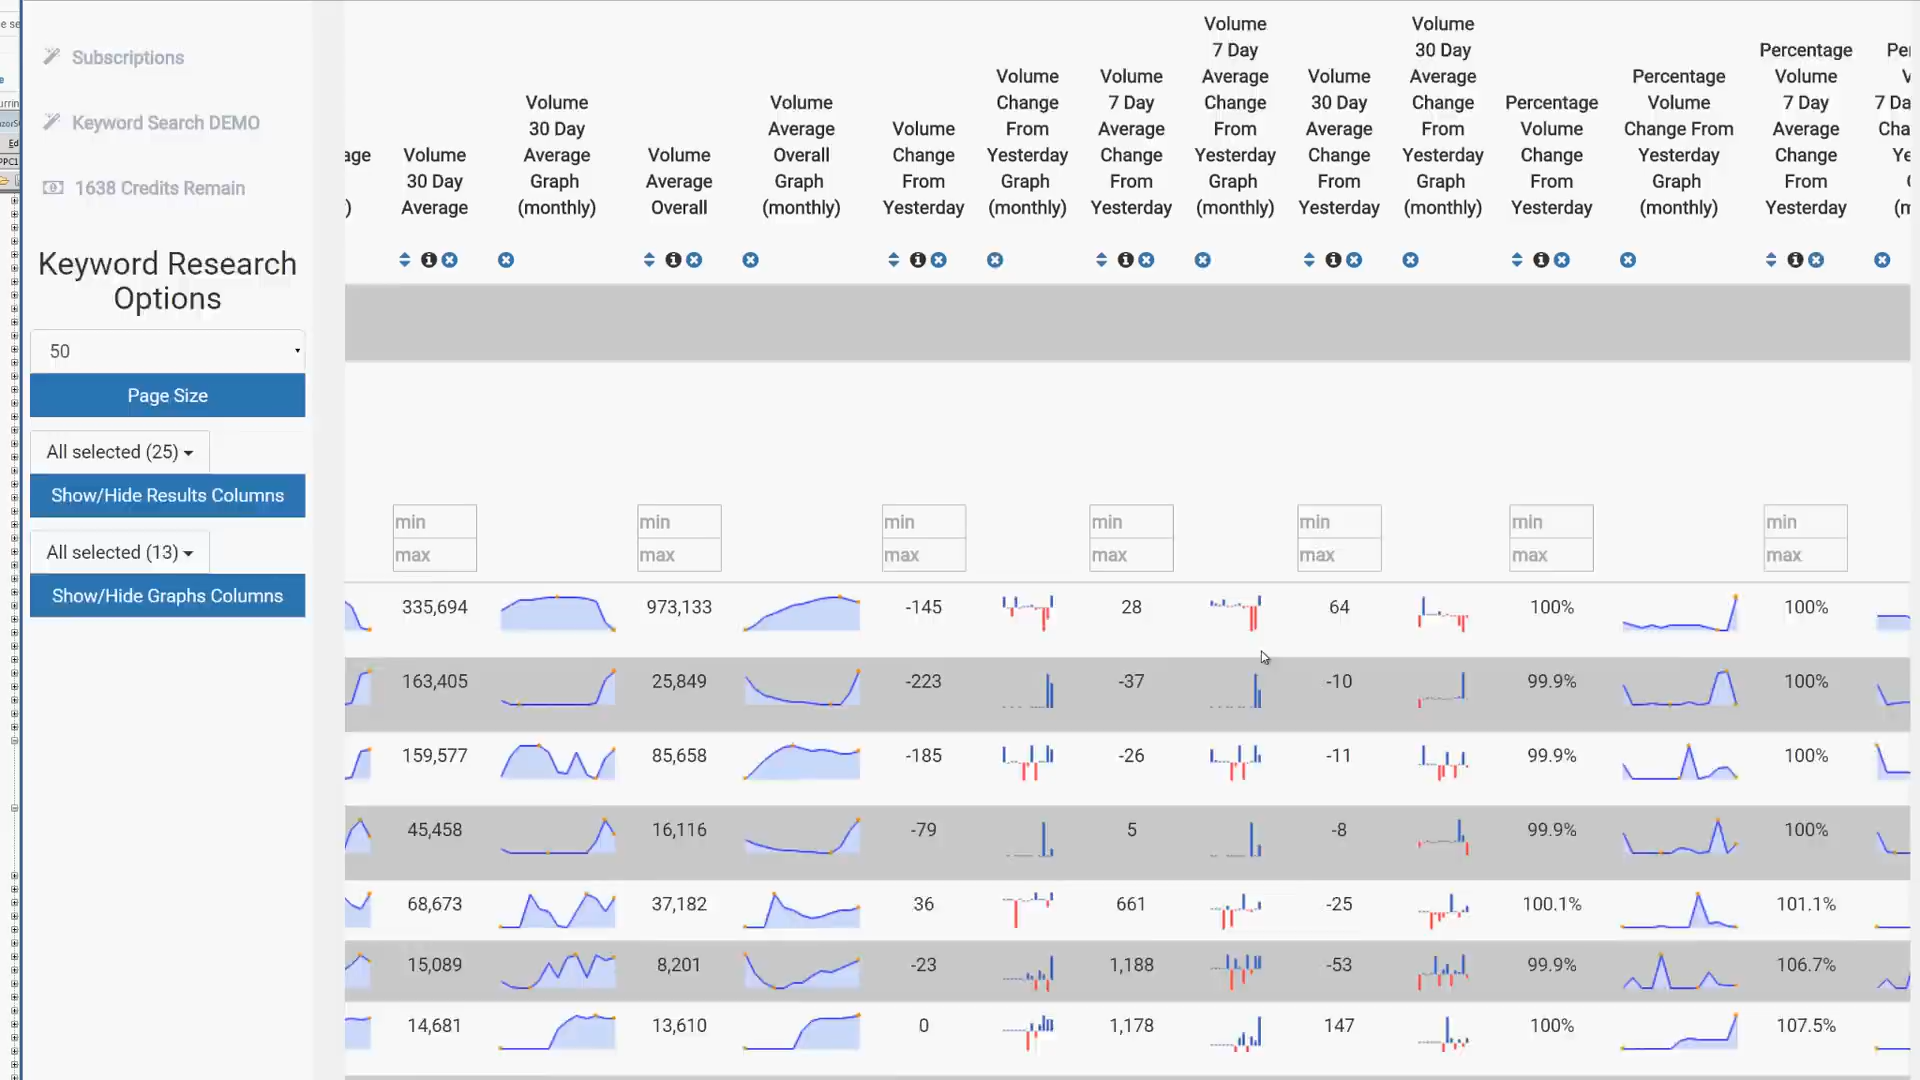 Subscriptions
Keyword Search DEMO
1638 Credits Remain
Keyword Research
Options
50
Page Size
All selected (25)
Show/Hide Results Columns
All selected (13)
Show/Hide Graphs Columns
Volume
30 Day
Average
Volume
30 Day
Average
Graph
(monthly)
Volume
Average
Overall
Volume
Average
Overall
Graph
(monthly)
Volume
Change
From
Yesterday
Volume
Change
From
Yesterday
Graph
(monthly)
Volume
7 Day
Average
Change
From
Yesterday
Volume
7 Day
Average
Change
From
Yesterday
Graph
(monthly)
Volume
30 Day
Average
Change
From
Yesterday
Volume
30 Day
Average
Change
From
Yesterday
Graph
(monthly)
Percentage
Volume
Change
From
Yesterday
Percentage
Volume
Change From
Yesterday
Graph
(monthly)
Percentage
Volume
7 Day
Average
Change
From
Yesterday
min min min min min min min
max max max max max max max
335,694 973,133 -145 28 64 100% 100%
163,405 25,849 -223 -37 -10 99.9% 100%
159,577 85,658 -185 -26 -11 99.9% 100%
45,458 16,116 -79 5 -8 99.9% 100%
68,673 37,182 36 661 -25 100.1% 101.1%
15,089 8,201 -23 1,188 -53 99.9% 106.7%
14,681 13,610 0 1,178 147 100% 107.5%